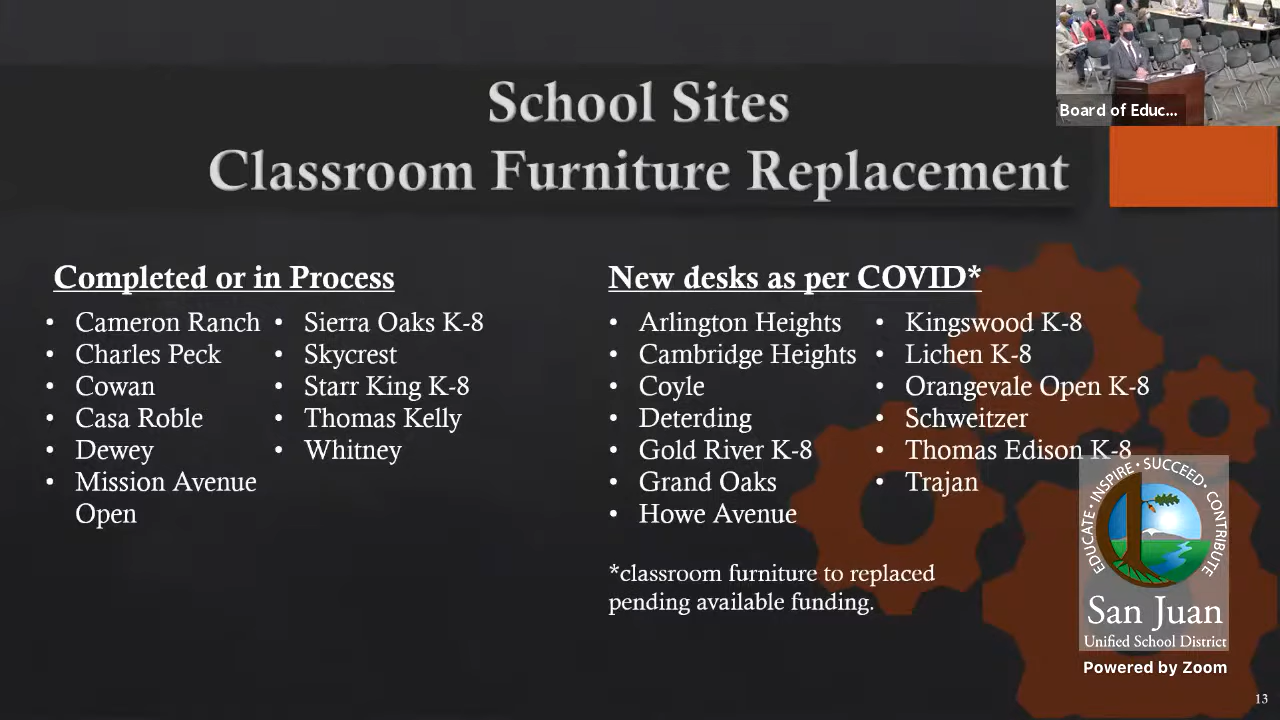 Board of Educ...
School Sites
Classroom Furniture Replacement
Completed or in Process
• Cameron Ranch
• Charles Peck
• Cowan
• Casa Roble
• Dewey
• Mission Avenue
Open
• Sierra Oaks K-8
• Skycrest
• Starr King K-8
• Thomas Kelly
• Whitney
New desks as per COVID*
• Arlington Heights
• Cambridge Heights
• Coyle
• Deterding
• Gold River K-8
• Grand Oaks
• Howe Avenue
• Kingswood K-8
• Lichen K-8
• Orangevale Open K-8
• Schweitzer
• Thomas Edison K-8
• Trajan
*classroom furniture to replaced
pending available funding.
EDUCATE • INSPIRE • SUCCEED • CONTRIBUTE
San Juan
Unified School District
Powered by Zoom
13